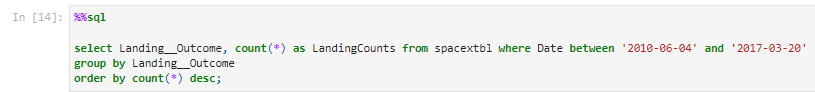 In [14]: %%sql
select Landing__Outcome, count(*) as LandingCounts from spacextbl where Date between '2010-06-04' and '2017-03-20'
group by Landing__Outcome
order by count(*) desc;